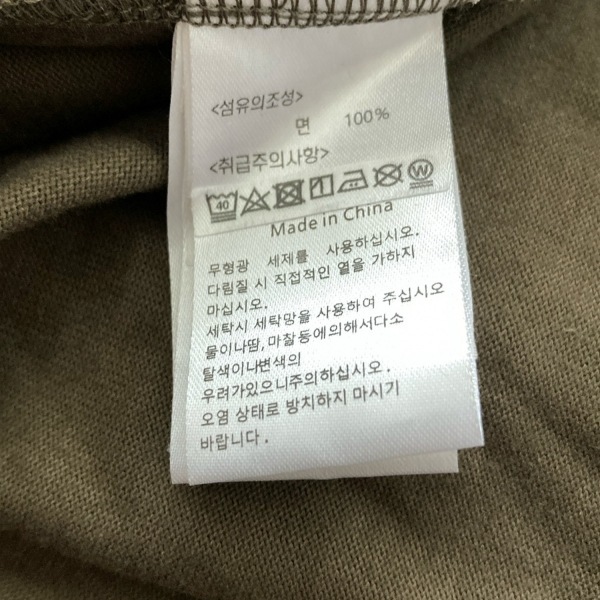 <섬유의조성>
면 100%
<취급주의사항>
40 W
Made in China
무형광 세제를 사용하십시오.
다림질 시 직접적인 열을 가하지
마십시오.
세탁시 세탁망을 사용하여 주십시오
물이나땀, 마찰등에의해서다소
탈색이나변색의
우려가있으니주의하십시오.
오염 상태로 방치하지 마시기
바랍니다.